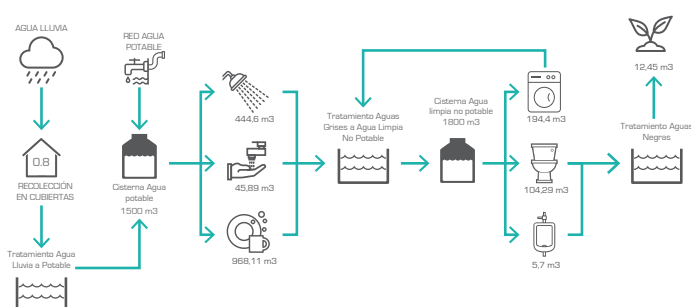 AGUA LLUVIA
0.8
RECOLECCIÓN
EN CUBIERTAS
Tratamiento Agua
Lluvia a Potable
RED AGUA
POTABLE
Cisterna Agua
potable
1500 m3
444,6 m3
45,89 m3
968,11 m3
Tratamiento Aguas
Grises a Agua Limpia
No Potable
Cisterna Agua
limpia no potable
1800 m3
194,4 m3
104,29 m3
5,7 m3
Tratamiento Aguas
Negras
12,45 m3